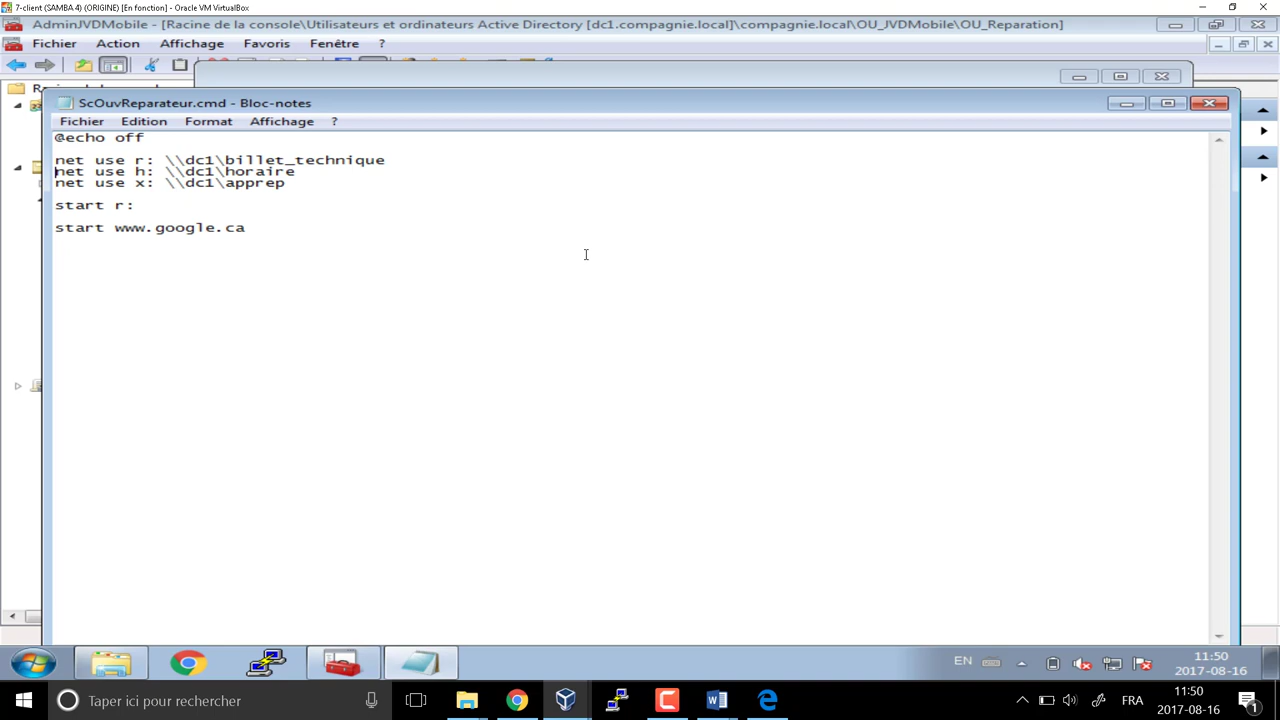 7-client (SAMBA 4) (ORIGINE) [En fonction] - Oracle VM VirtualBox
AdminJVDMobile - [Racine de la console\Utilisateurs et ordinateurs Active Directory [dc1.compagnie.local]\compagnie.local\OU_JVDMobile\OU_Reparation]
Fichier Action Affichage Favoris Fenêtre ?
ScOuvReparateur.cmd - Bloc-notes
Fichier Edition Format Affichage ?
@echo off
net use r: \\dc1\billet_technique
net use h: \\dc1\horaire
net use x: \\dc1\apprep
start r:
start www.google.ca
EN
11:50
2017-08-16
Taper ici pour rechercher
FRA
11:50
2017-08-16
1